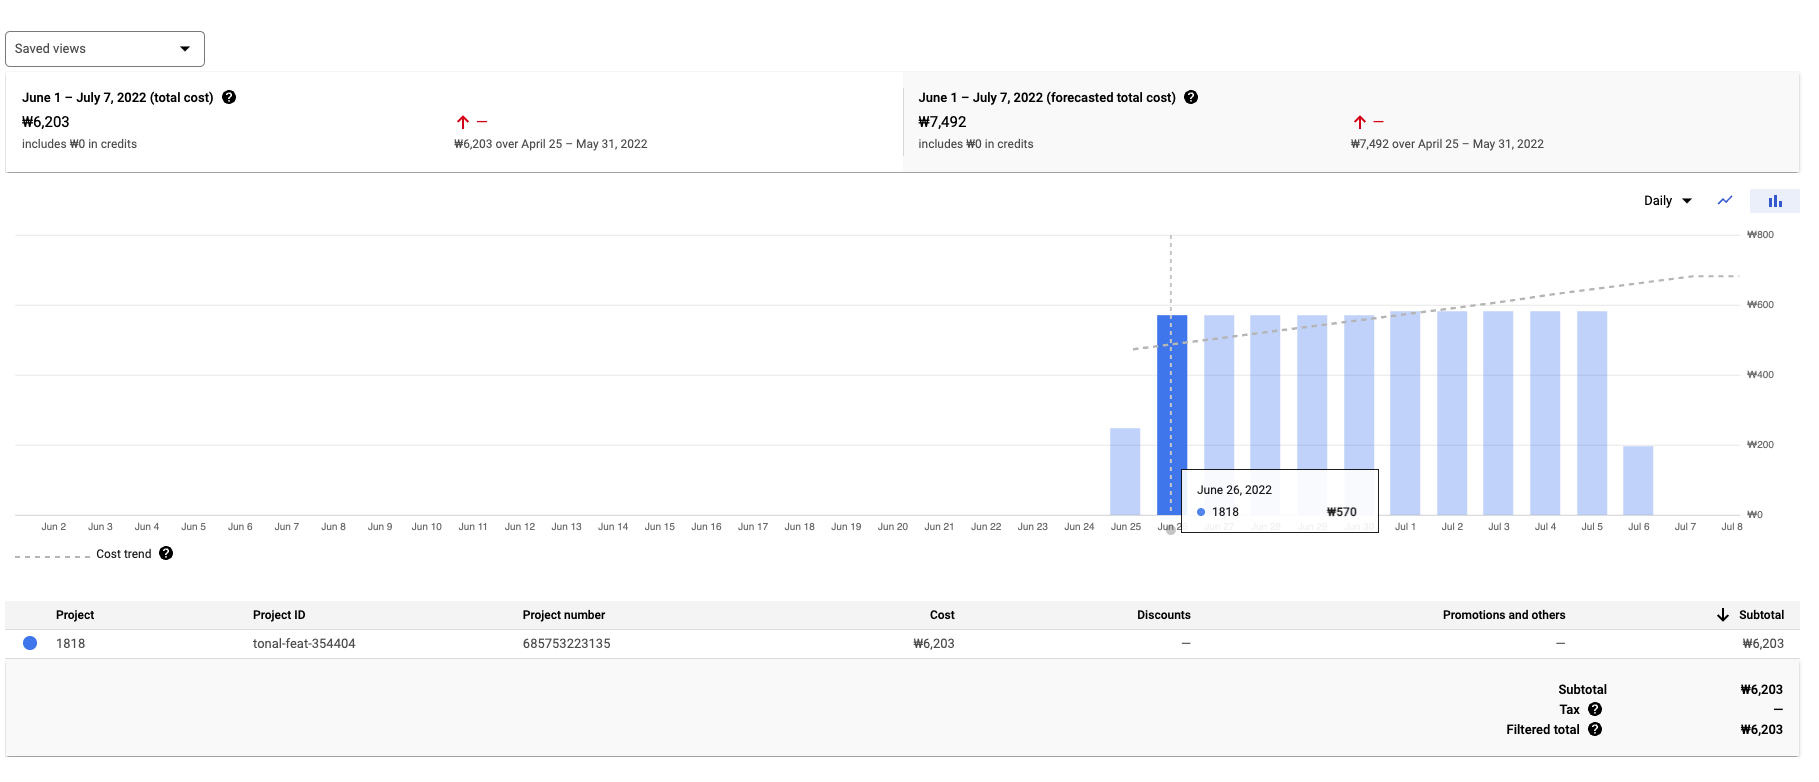 Saved views
June 1 – July 7, 2022 (total cost)
₩6,203
includes ₩0 in credits
—
₩6,203 over April 25 – May 31, 2022
June 1 – July 7, 2022 (forecasted total cost)
₩7,492
includes ₩0 in credits
—
₩7,492 over April 25 – May 31, 2022
Daily
₩800
₩600
₩400
₩200
₩0
June 26, 2022
1818 ₩570
Jun 2 Jun 3 Jun 4 Jun 5 Jun 6 Jun 7 Jun 8 Jun 9 Jun 10 Jun 11 Jun 12 Jun 13 Jun 14 Jun 15 Jun 16 Jun 17 Jun 18 Jun 19 Jun 20 Jun 21 Jun 22 Jun 23 Jun 24 Jun 25 Jun 2 Jun 27 Jun 28 Jun 29 Jun 30 Jul 1 Jul 2 Jul 3 Jul 4 Jul 5 Jul 6 Jul 7 Jul 8
Cost trend
Project Project ID Project number Cost Discounts Promotions and others Subtotal
1818 tonal-feat-354404 685753223135 ₩6,203 — — ₩6,203
Subtotal ₩6,203
Tax —
Filtered total ₩6,203